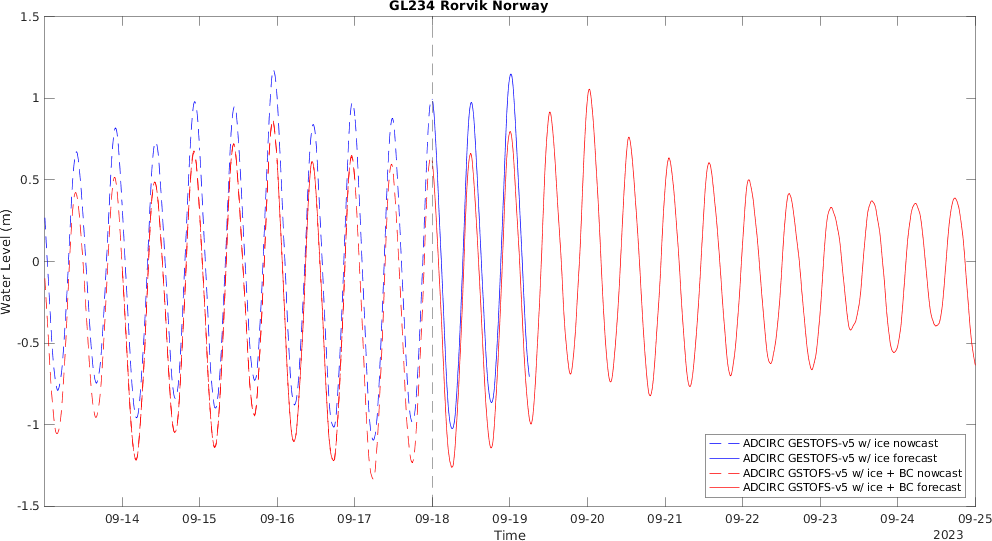 GL234 Rorvik Norway
1.5
1
0.5
0
-0.5
-1
-1.5
Water Level (m)
ADCIRC GESTOFS-v5 w/ ice nowcast
ADCIRC GESTOFS-v5 w/ ice forecast
ADCIRC GSTOFS-v5 w/ ice + BC nowcast
ADCIRC GSTOFS-v5 w/ ice + BC forecast
09-14 09-15 09-16 09-17 09-18 09-19 09-20 09-21 09-22 09-23 09-24 09-25
Time
2023